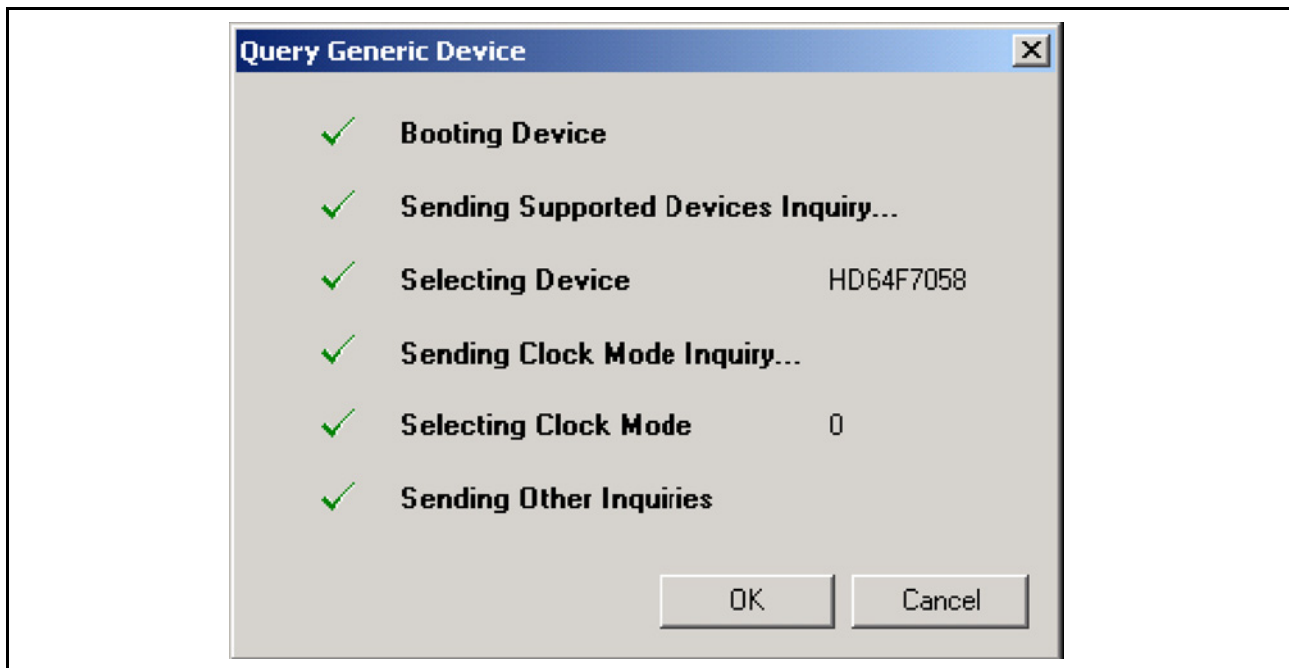 Query Generic Device
Booting Device
Sending Supported Devices Inquiry...
Selecting Device HD64F7058
Sending Clock Mode Inquiry...
Selecting Clock Mode 0
Sending Other Inquiries
OK Cancel